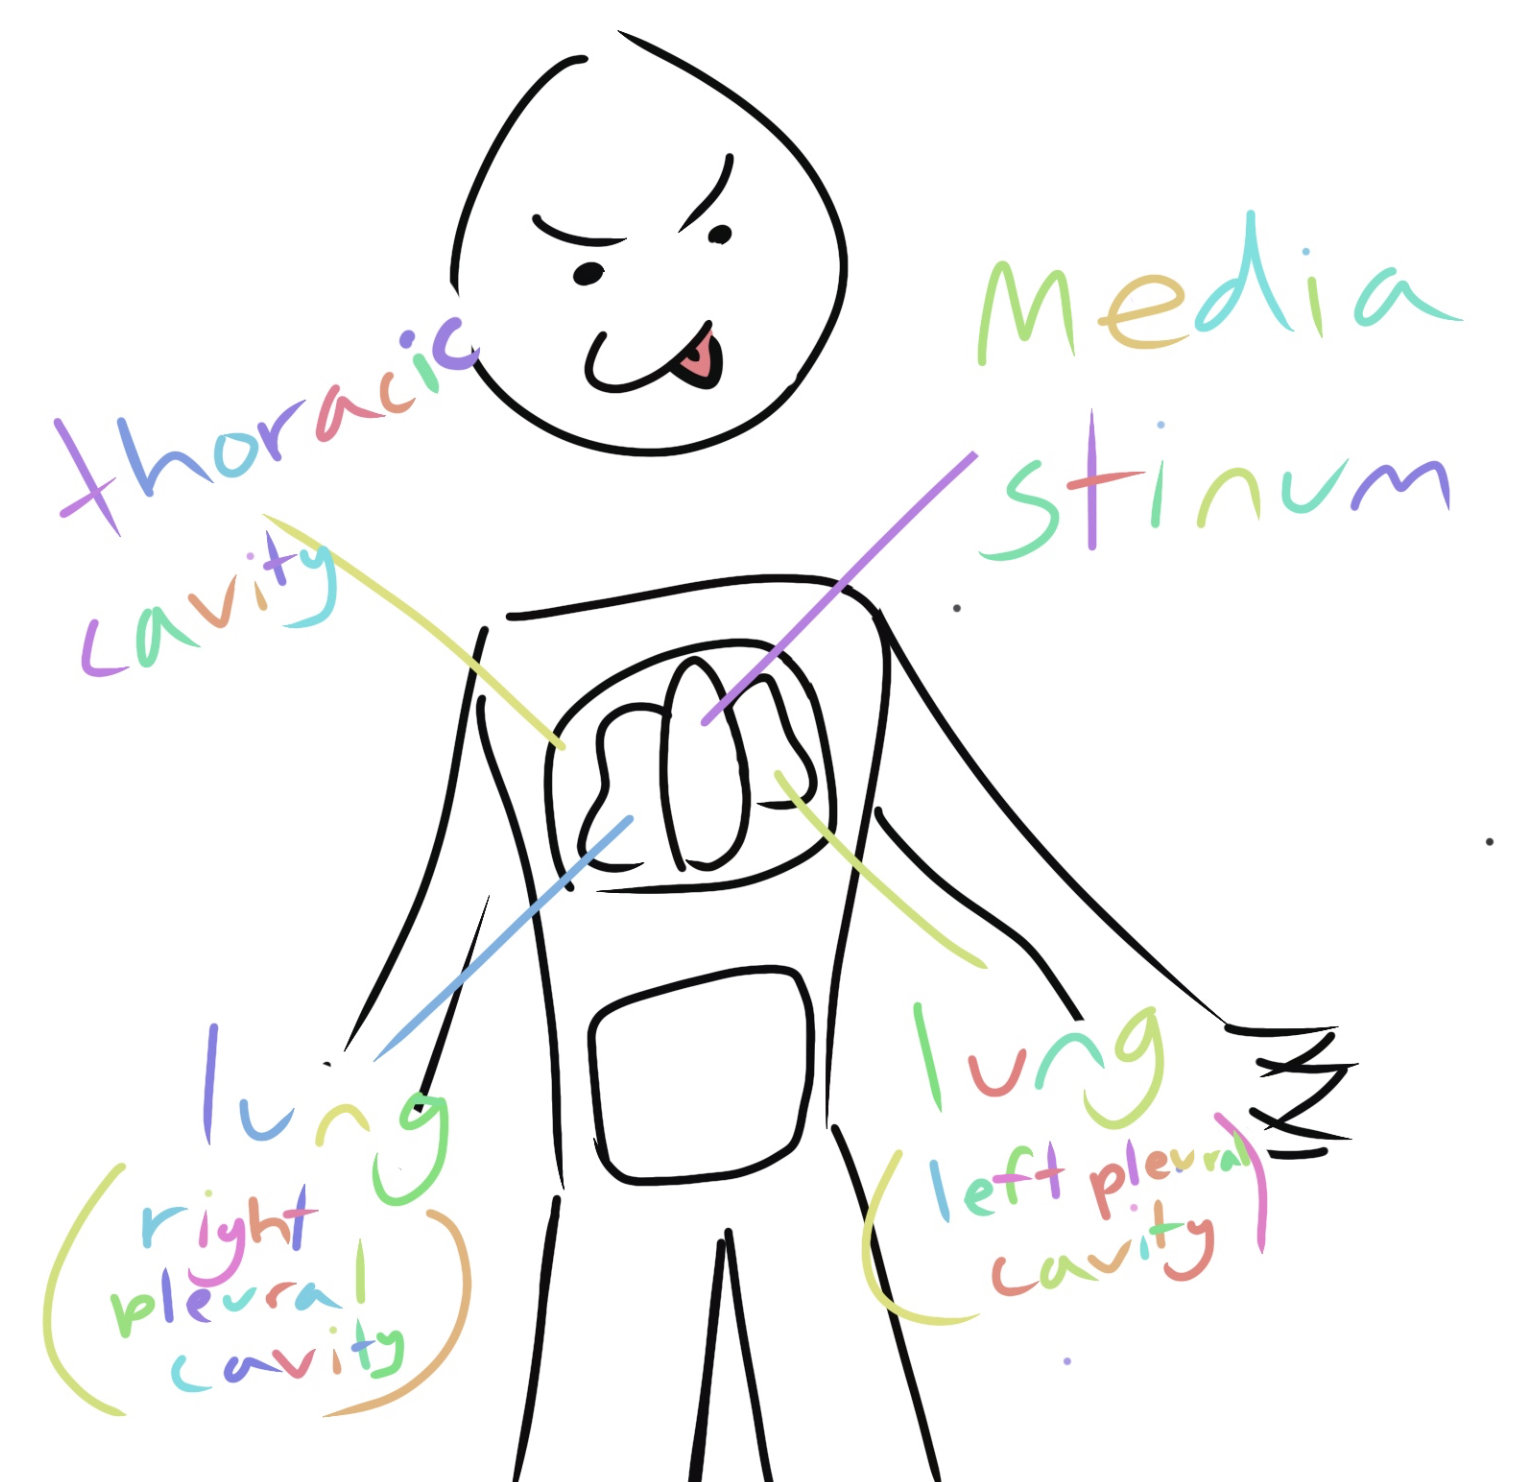 thoracic
cavity
Media
stinum
lung
(right
pleural
cavity)
lung
(left pleural)
cavity